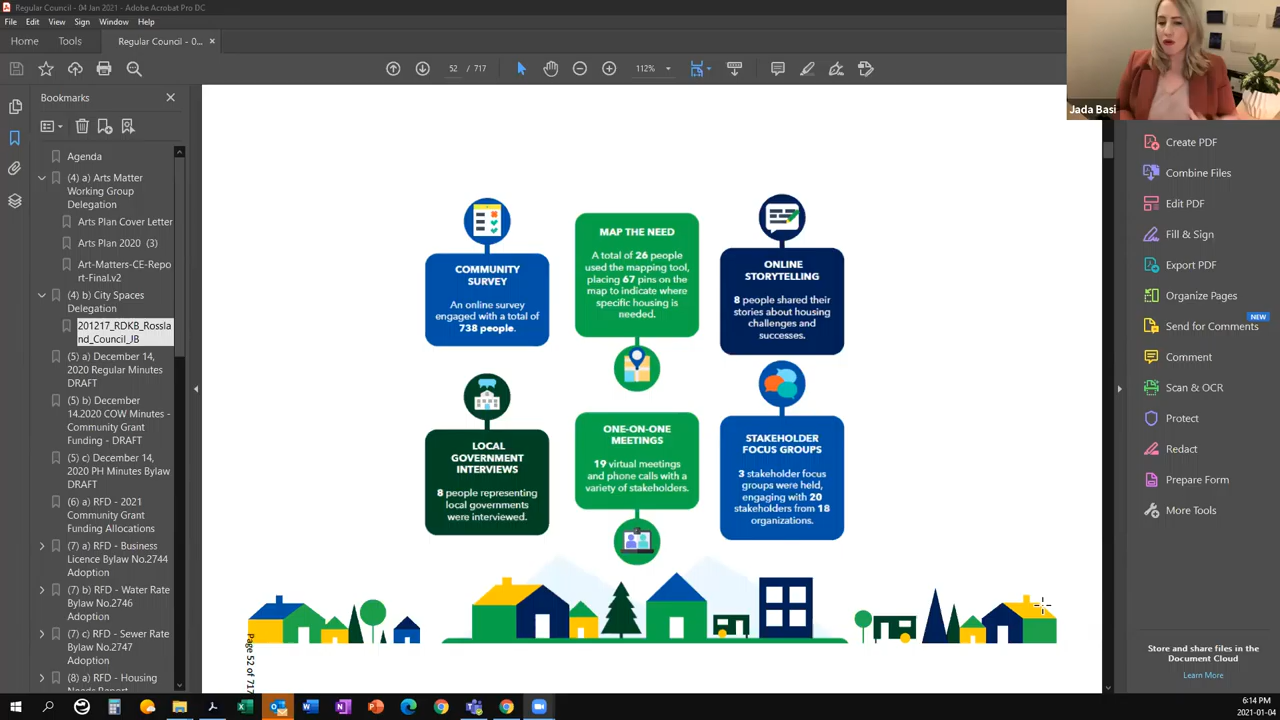 Regular Council - 04 Jan 2021 - Adobe Acrobat Pro DC
File Edit View Sign Window Help
Home Tools Regular Council - 0... ×
52 / 717 112%
Bookmarks
Agenda
(4) a) Arts Matter
Working Group
Delegation
Arts Plan Cover Letter
Arts Plan 2020 (3)
Art-Matters-CE-Repo
rt-Final.v2
(4) b) City Spaces
Delegation
201217_RDKB_Rossla
nd_Council_JB
(5) a) December 14,
2020 Regular Minutes
DRAFT
(5) b) December
14.2020 COW Minutes -
Community Grant
Funding - DRAFT
(5) c) December 14,
2020 PH Minutes Bylaw
DRAFT
(6) a) RFD - 2021
Community Grant
Funding Allocations
(7) a) RFD - Business
Licence Bylaw No.2744
Adoption
(7) b) RFD - Water Rate
Bylaw No.2746
Adoption
(7) c) RFD - Sewer Rate
Bylaw No.2747
Adoption
(8) a) RFD - Housing
Needs Report
COMMUNITY
SURVEY
An online survey
engaged with a total of
738 people.
MAP THE NEED
A total of 26 people
used the mapping tool,
placing 67 pins on the
map to indicate where
specific housing is
needed.
ONLINE
STORYTELLING
8 people shared their
stories about housing
challenges and
successes.
LOCAL
GOVERNMENT
INTERVIEWS
8 people representing
local governments
were interviewed.
ONE-ON-ONE
MEETINGS
19 virtual meetings
and phone calls with a
variety of stakeholders.
STAKEHOLDER
FOCUS GROUPS
3 stakeholder focus
groups were held,
engaging with 20
stakeholders from 18
organizations.
Page 52 of 717
Jada Basi
Create PDF
Combine Files
Edit PDF
Fill & Sign
Export PDF
Organize Pages
NEW
Send for Comments
Comment
Scan & OCR
Protect
Redact
Prepare Form
More Tools
Store and share files in the
Document Cloud
Learn More
6:14 PM
2021-01-04